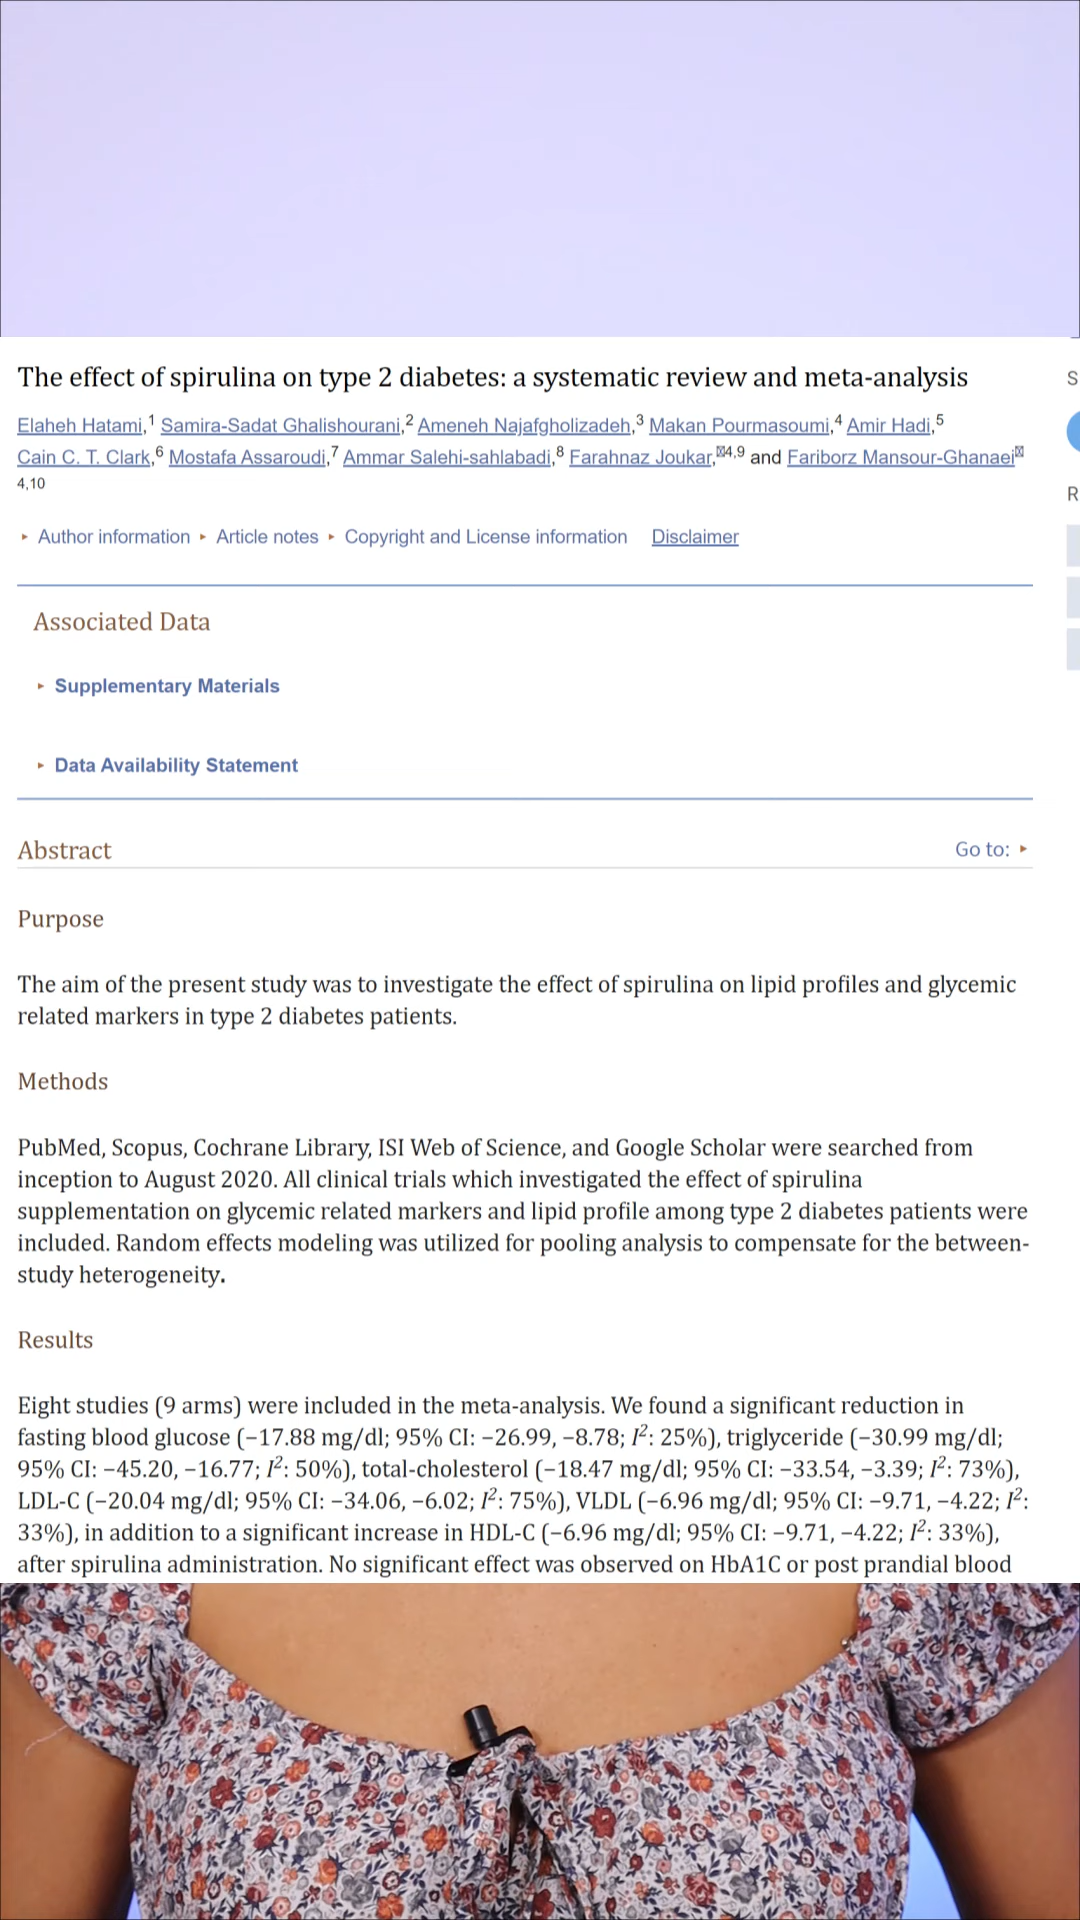 The effect of spirulina on type 2 diabetes: a systematic review and meta-analysis
S
Elaheh Hatami,1 Samira-Sadat Ghalishourani,2 Ameneh Najafgholizadeh,3 Makan Pourmasoumi,4 Amir Hadi,5
Cain C. T. Clark,6 Mostafa Assaroudi,7 Ammar Salehi-sahlabadi,8 Farahnaz Joukar,4,9 and Fariborz Mansour-Ghanaei
4,10
R
▸ Author information ▸ Article notes ▸ Copyright and License information Disclaimer
Associated Data
▸ Supplementary Materials
▸ Data Availability Statement
Abstract Go to: ▸
Purpose
The aim of the present study was to investigate the effect of spirulina on lipid profiles and glycemic
related markers in type 2 diabetes patients.
Methods
PubMed, Scopus, Cochrane Library, ISI Web of Science, and Google Scholar were searched from
inception to August 2020. All clinical trials which investigated the effect of spirulina
supplementation on glycemic related markers and lipid profile among type 2 diabetes patients were
included. Random effects modeling was utilized for pooling analysis to compensate for the between-
study heterogeneity.
Results
Eight studies (9 arms) were included in the meta-analysis. We found a significant reduction in
fasting blood glucose (−17.88 mg/dl; 95% CI: −26.99, −8.78; I2: 25%), triglyceride (−30.99 mg/dl;
95% CI: −45.20, −16.77; I2: 50%), total-cholesterol (−18.47 mg/dl; 95% CI: −33.54, −3.39; I2: 73%),
LDL-C (−20.04 mg/dl; 95% CI: −34.06, −6.02; I2: 75%), VLDL (−6.96 mg/dl; 95% CI: −9.71, −4.22; I2:
33%), in addition to a significant increase in HDL-C (−6.96 mg/dl; 95% CI: −9.71, −4.22; I2: 33%),
after spirulina administration. No significant effect was observed on HbA1C or post prandial blood